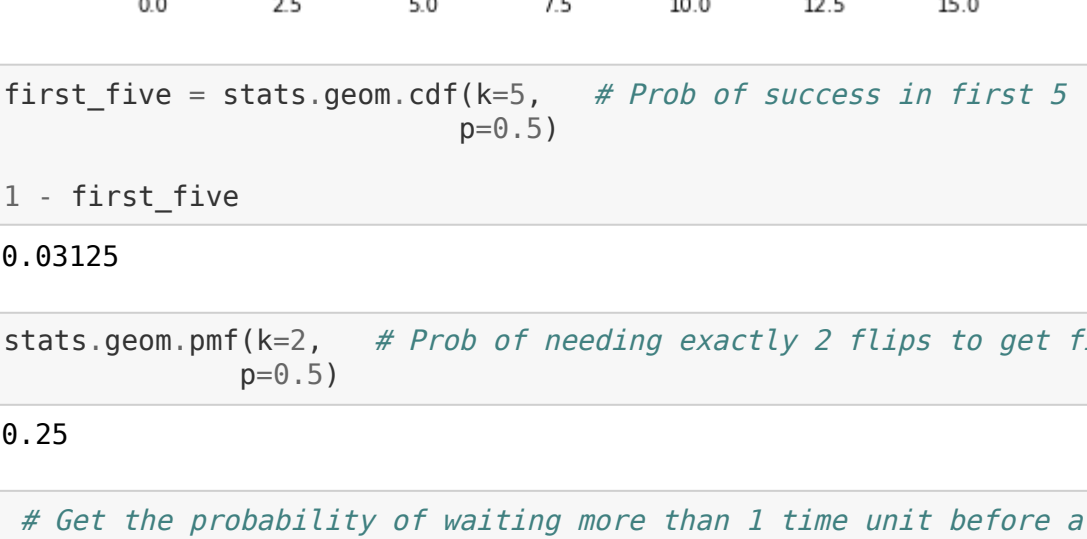 0.0 2.5 5.0 7.5 10.0 12.5 15.0
first_five = stats.geom.cdf(k=5, # Prob of success in first 5
p=0.5)
1 - first_five
0.03125
stats.geom.pmf(k=2, # Prob of needing exactly 2 flips to get
p=0.5)
0.25
# Get the probability of waiting more than 1 time unit before a